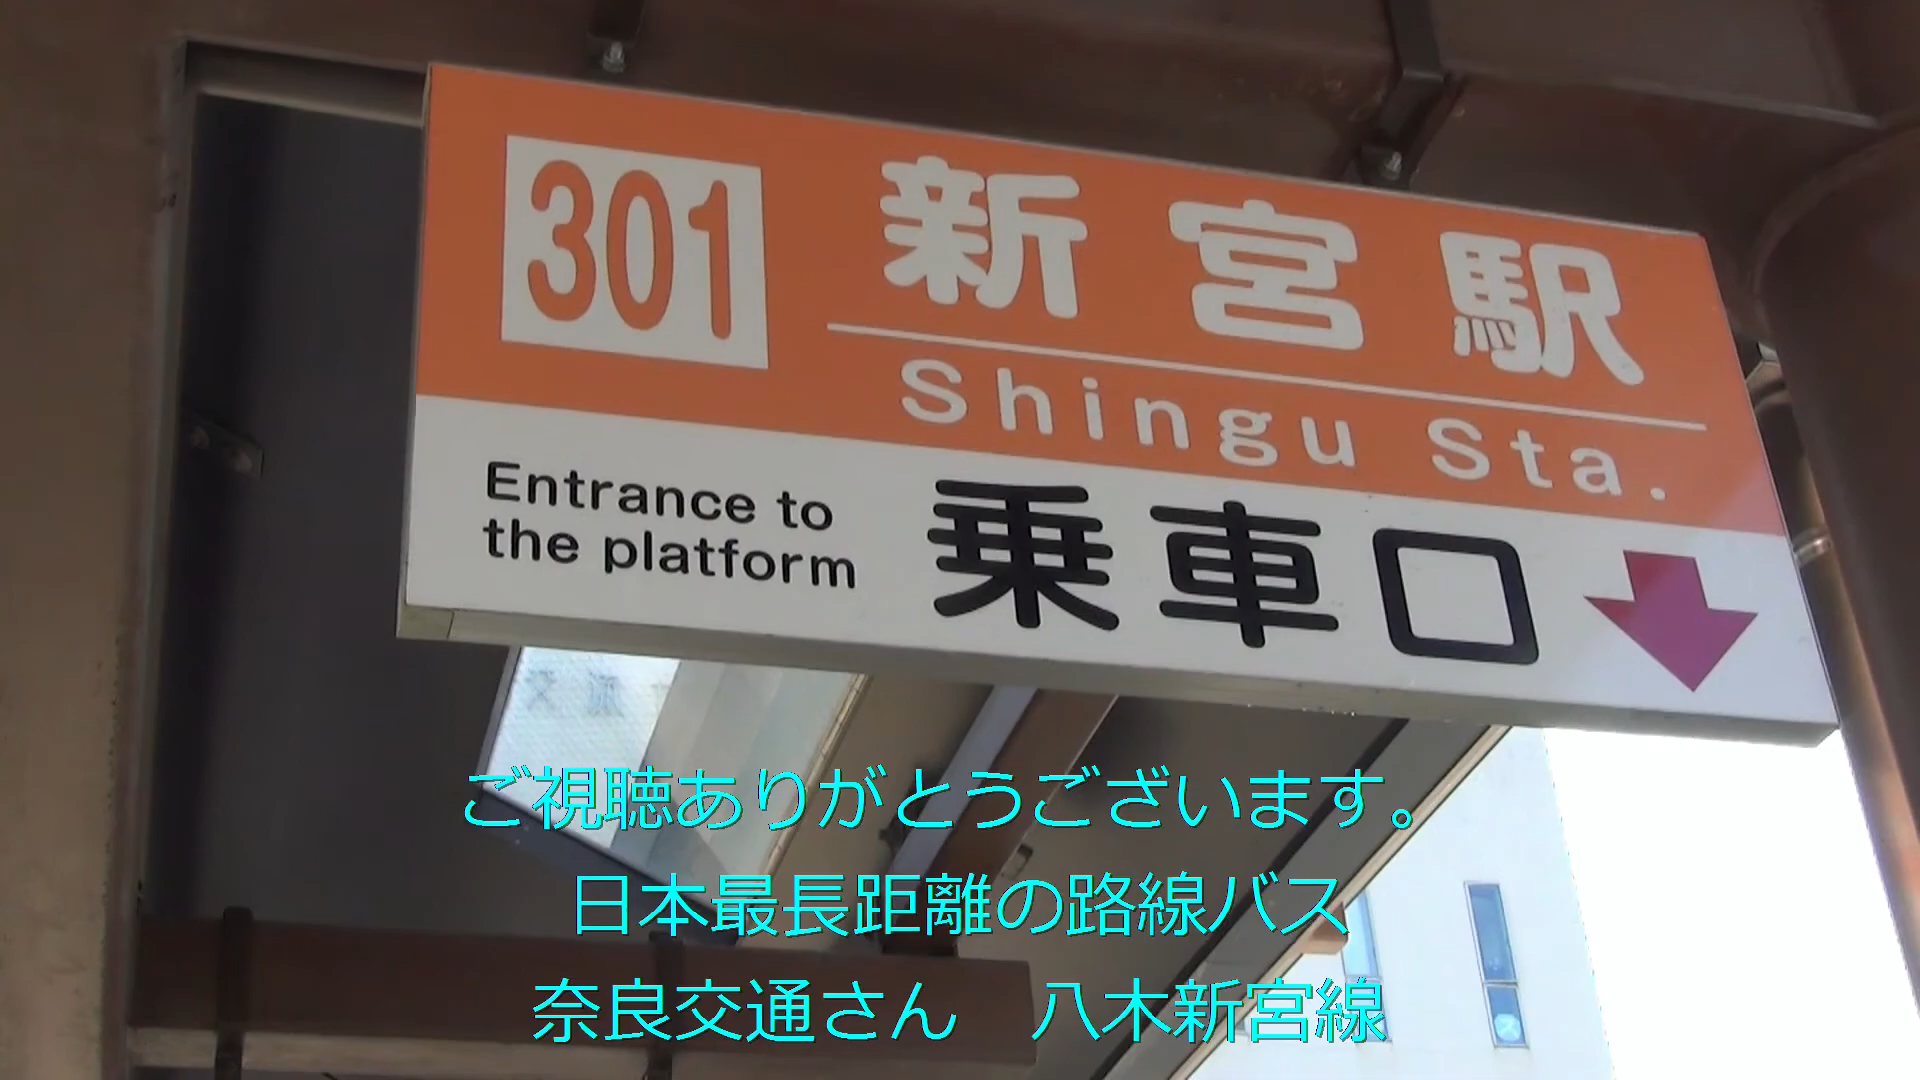 301
新宮駅
Shingu Sta.
Entrance to
the platform
乗車口
ご視聴ありがとうございます。
日本最長距離の路線バス
奈良交通さん　八木新宮線